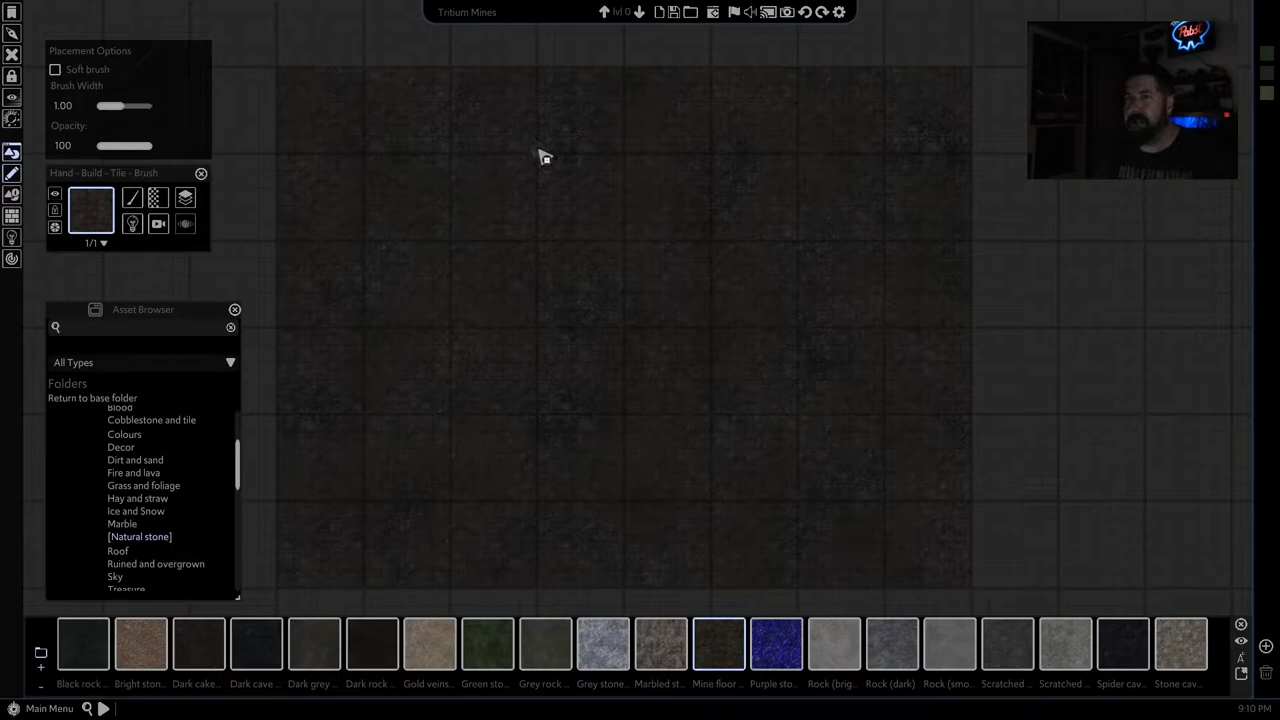 Tritium Mines
lvl 0
Pabst
Placement Options
Soft brush
Brush Width
1.00
Opacity:
100
Hand - Build - Tile - Brush
1/1
Asset Browser
All Types
Folders
Return to base folder
Blood
Cobblestone and tile
Colours
Decor
Dirt and sand
Fire and lava
Grass and foliage
Hay and straw
Ice and Snow
Marble
[Natural stone]
Roof
Ruined and overgrown
Sky
Treasure
Black rock ..
Bright ston...
Dark cake...
Dark cave ...
Dark grey ...
Dark rock ...
Gold veins...
Green sto...
Grey rock ...
Grey stone...
Marbled st...
Mine floor ...
Purple sto...
Rock (brig...
Rock (dark)
Rock (smo...
Scratched ...
Scratched ...
Spider cav...
Stone cav...
Main Menu
9:10 PM